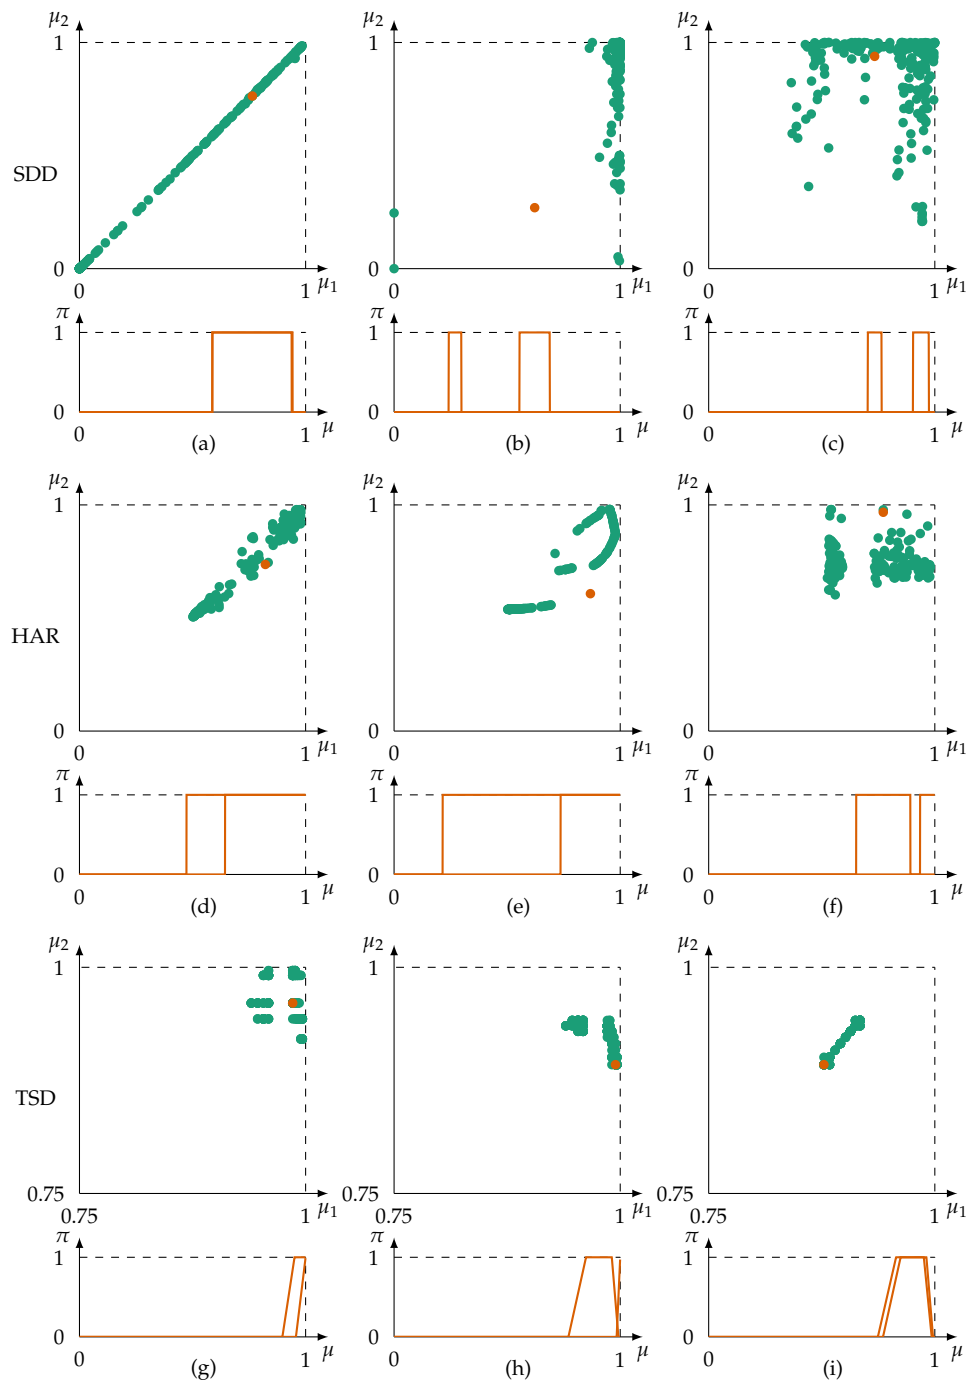 μ₂ μ₂ μ₂
1 1 1
SDD
0 0 0
μ₁ μ₁ μ₁
0 1 0 1 0 1
π π π
1 1 1
0 0 0
0 1 μ 0 1 μ 0 1 μ
(a) (b) (c)
μ₂ μ₂ μ₂
1 1 1
HAR
0 0 0
μ₁ μ₁ μ₁
0 1 0 1 0 1
π π π
1 1 1
0 0 0
0 1 μ 0 1 μ 0 1 μ
(d) (e) (f)
μ₂ μ₂ μ₂
1 1 1
TSD
0.75 0.75 0.75
μ₁ μ₁ μ₁
0.75 1 0.75 1 0.75 1
π π π
1 1 1
0 0 0
0 1 μ 0 1 μ 0 1 μ
(g) (h) (i)